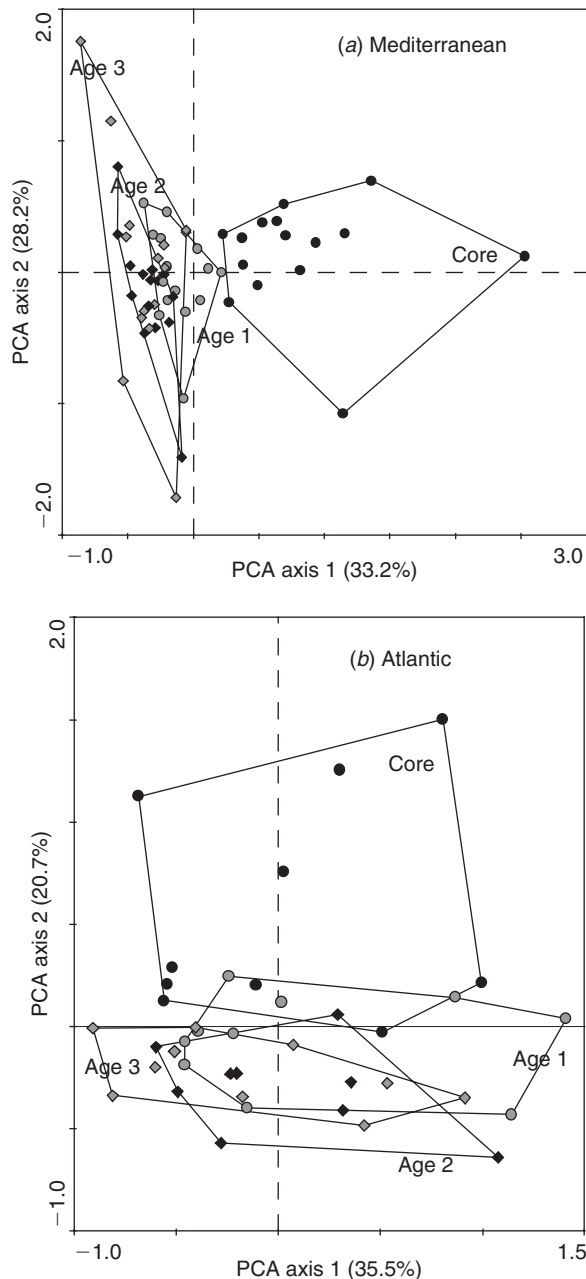 2.0
(a) Mediterranean
Age 3
Age 2
Core
Age 1
PCA axis 2 (28.2%)
−2.0
−1.0
3.0
PCA axis 1 (33.2%)
2.0
(b) Atlantic
Core
PCA axis 2 (20.7%)
Age 1
Age 3
Age 2
−1.0
−1.0
1.5
PCA axis 1 (35.5%)